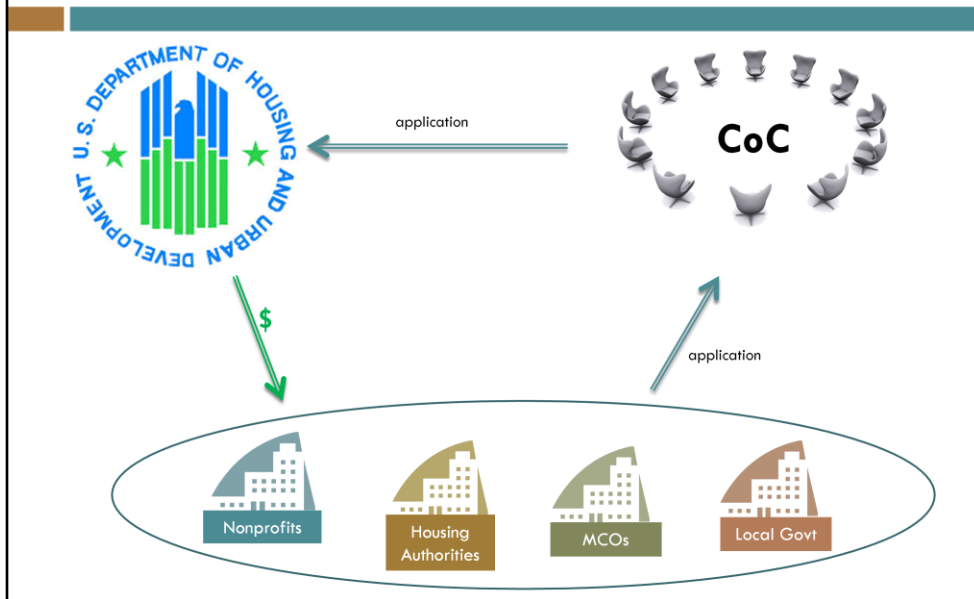 U.S. DEPARTMENT OF HOUSING AND URBAN DEVELOPMENT
application
CoC
$
application
Nonprofits
Housing
Authorities
MCOs
Local Govt